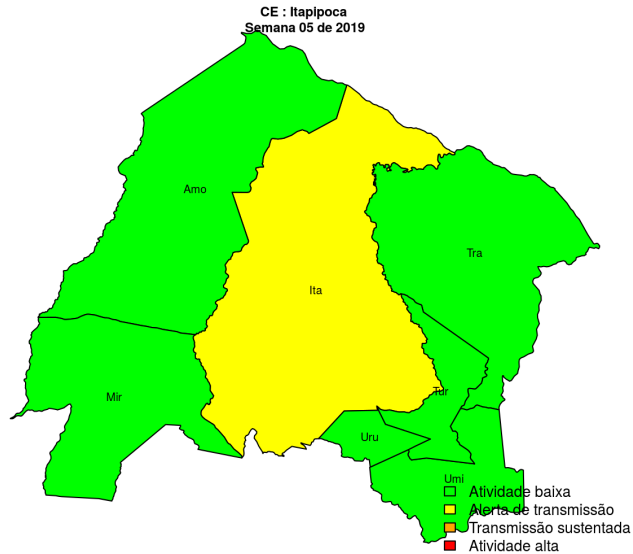 CE : Itapipoca
Semana 05 de 2019
Amo
Tra
Ita
Tur
Mir
Uru
Umi
Atividade baixa
Alerta de transmissão
Transmissão sustentada
Atividade alta